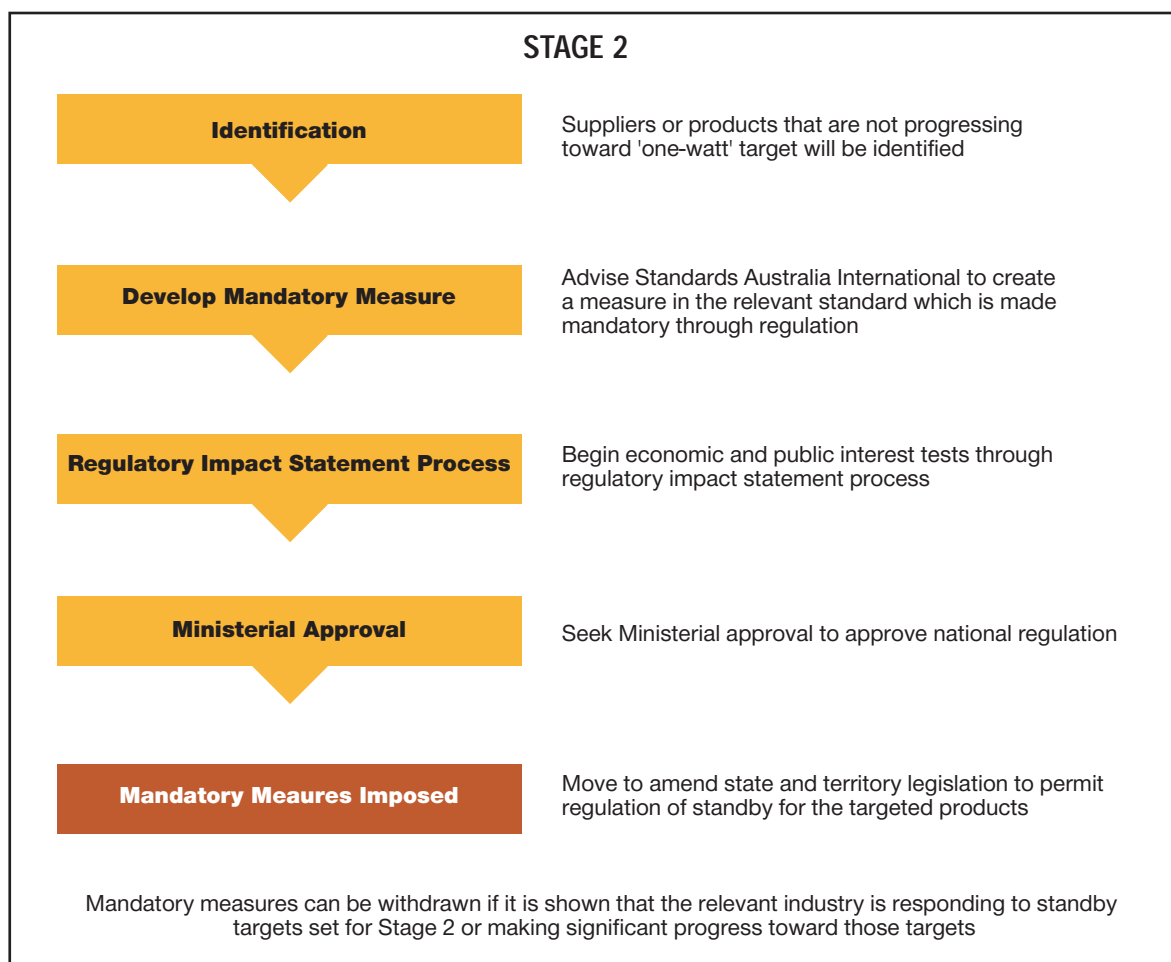 STAGE 2
Identification
Suppliers or products that are not progressing
toward 'one-watt' target will be identified
Develop Mandatory Measure
Advise Standards Australia International to create
a measure in the relevant standard which is made
mandatory through regulation
Regulatory Impact Statement Process
Begin economic and public interest tests through
regulatory impact statement process
Ministerial Approval
Seek Ministerial approval to approve national regulation
Mandatory Meaures Imposed
Move to amend state and territory legislation to permit
regulation of standby for the targeted products
Mandatory measures can be withdrawn if it is shown that the relevant industry is responding to standby
targets set for Stage 2 or making significant progress toward those targets